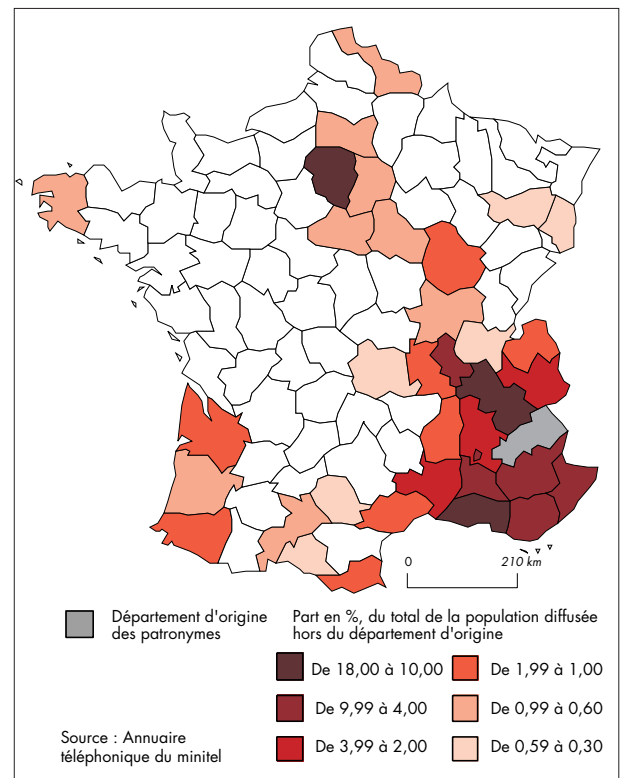 0
210 km
Département d'origine
des patronymes
Part en %, du total de la population diffusée
hors du département d'origine
De 18,00 à 10,00
De 1,99 à 1,00
De 9,99 à 4,00
De 0,99 à 0,60
De 3,99 à 2,00
De 0,59 à 0,30
Source : Annuaire
téléphonique du minitel